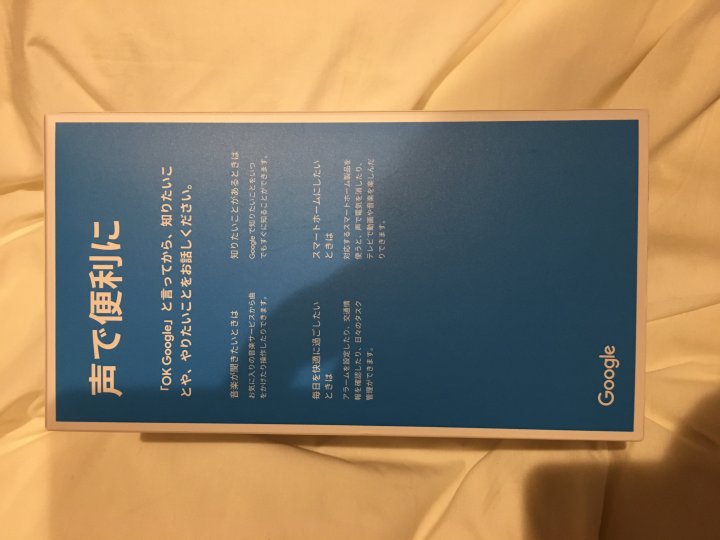 声で便利に
「OK Google」と言ってから、知りたいこ
とや、やりたいことをお話しください。
音楽が聞きたいときは
お気に入りの音楽サービスから曲
をかけたり操作したりできます。
知りたいことがあるときは
Google で知りたいことをいつ
でもすぐに知ることができます。
毎日を快適に過ごしたい
ときは
アラームを設定したり、交通情
報を確認したり、日々のタスク
管理ができます。
スマートホームにしたい
ときは
対応するスマートホーム製品を
使うと、声で電気を消したり、
テレビで動画や音楽を楽しんだ
りできます。
Google